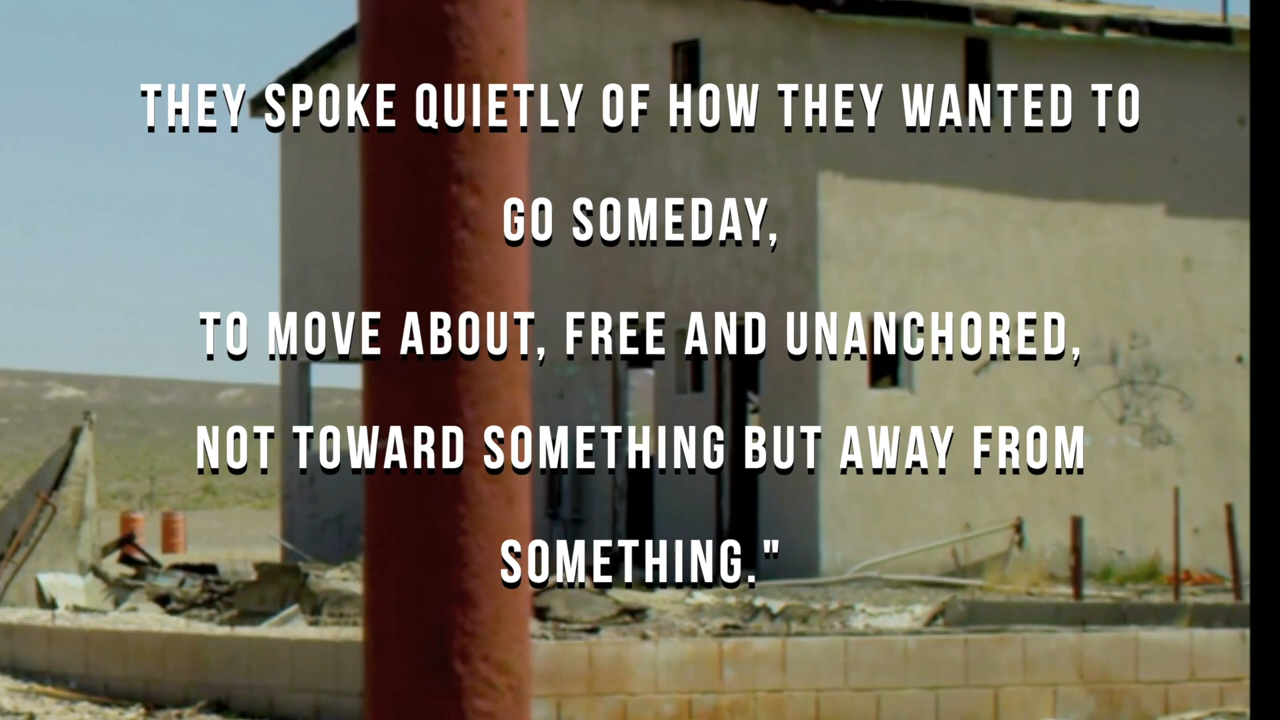 THEY SPOKE QUIETLY OF HOW THEY WANTED TO
GO SOMEDAY,
TO MOVE ABOUT, FREE AND UNANCHORED,
NOT TOWARD SOMETHING BUT AWAY FROM
SOMETHING."